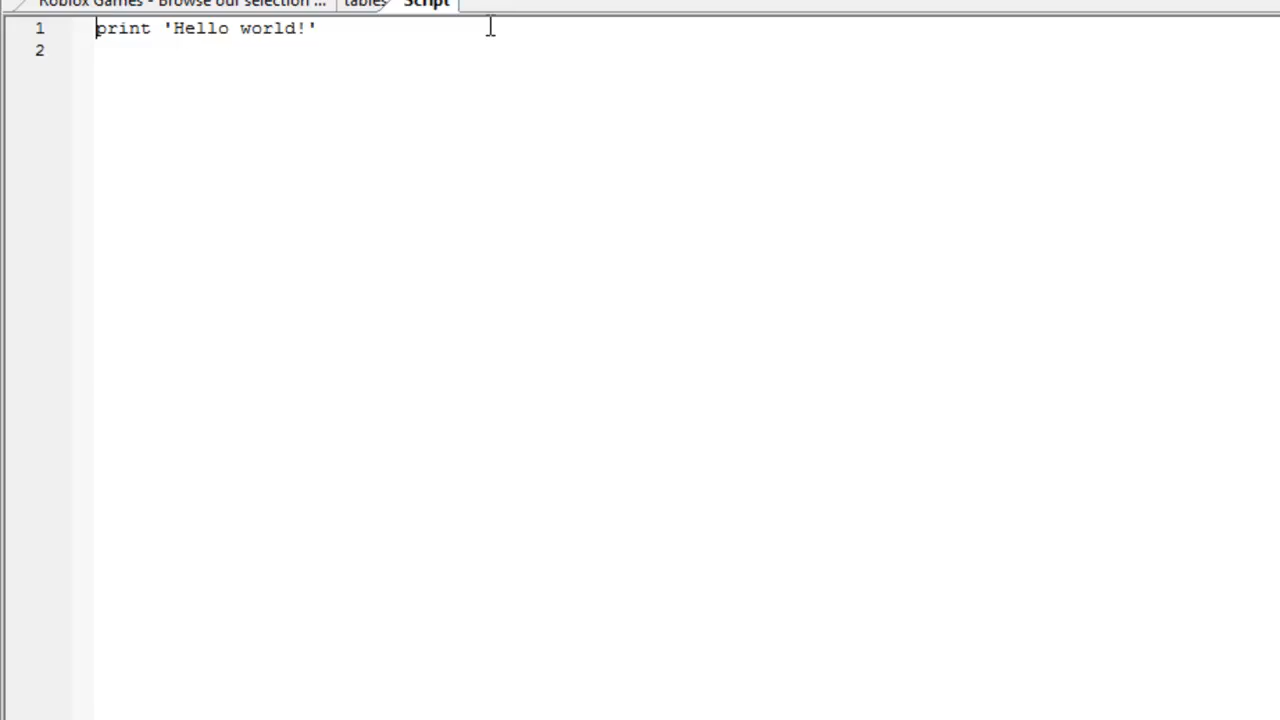 Roblox Games - Browse our selection ... tables Script
1 print 'Hello world!'
2